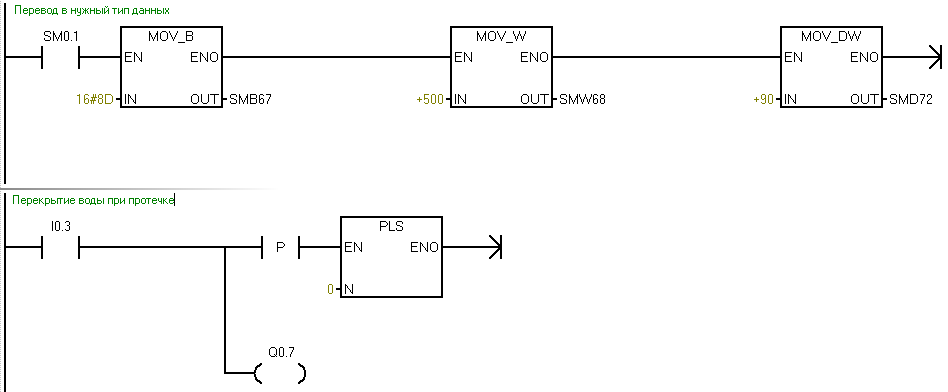 Перевод в нужный тип данных
SM0.1 MOV_B MOV_W MOV_DW
EN ENO EN ENO EN ENO
16#8D IN OUT SMB67 +500 IN OUT SMW68 +90 IN OUT SMD72
Перекрытие воды при протечке
I0.3 PLS
P EN ENO
0 N
Q0.7